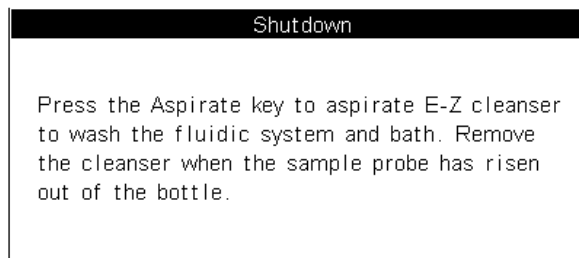 Shutdown
Press the Aspirate key to aspirate E-Z cleanser
to wash the fluidic system and bath. Remove
the cleanser when the sample probe has risen
out of the bottle.